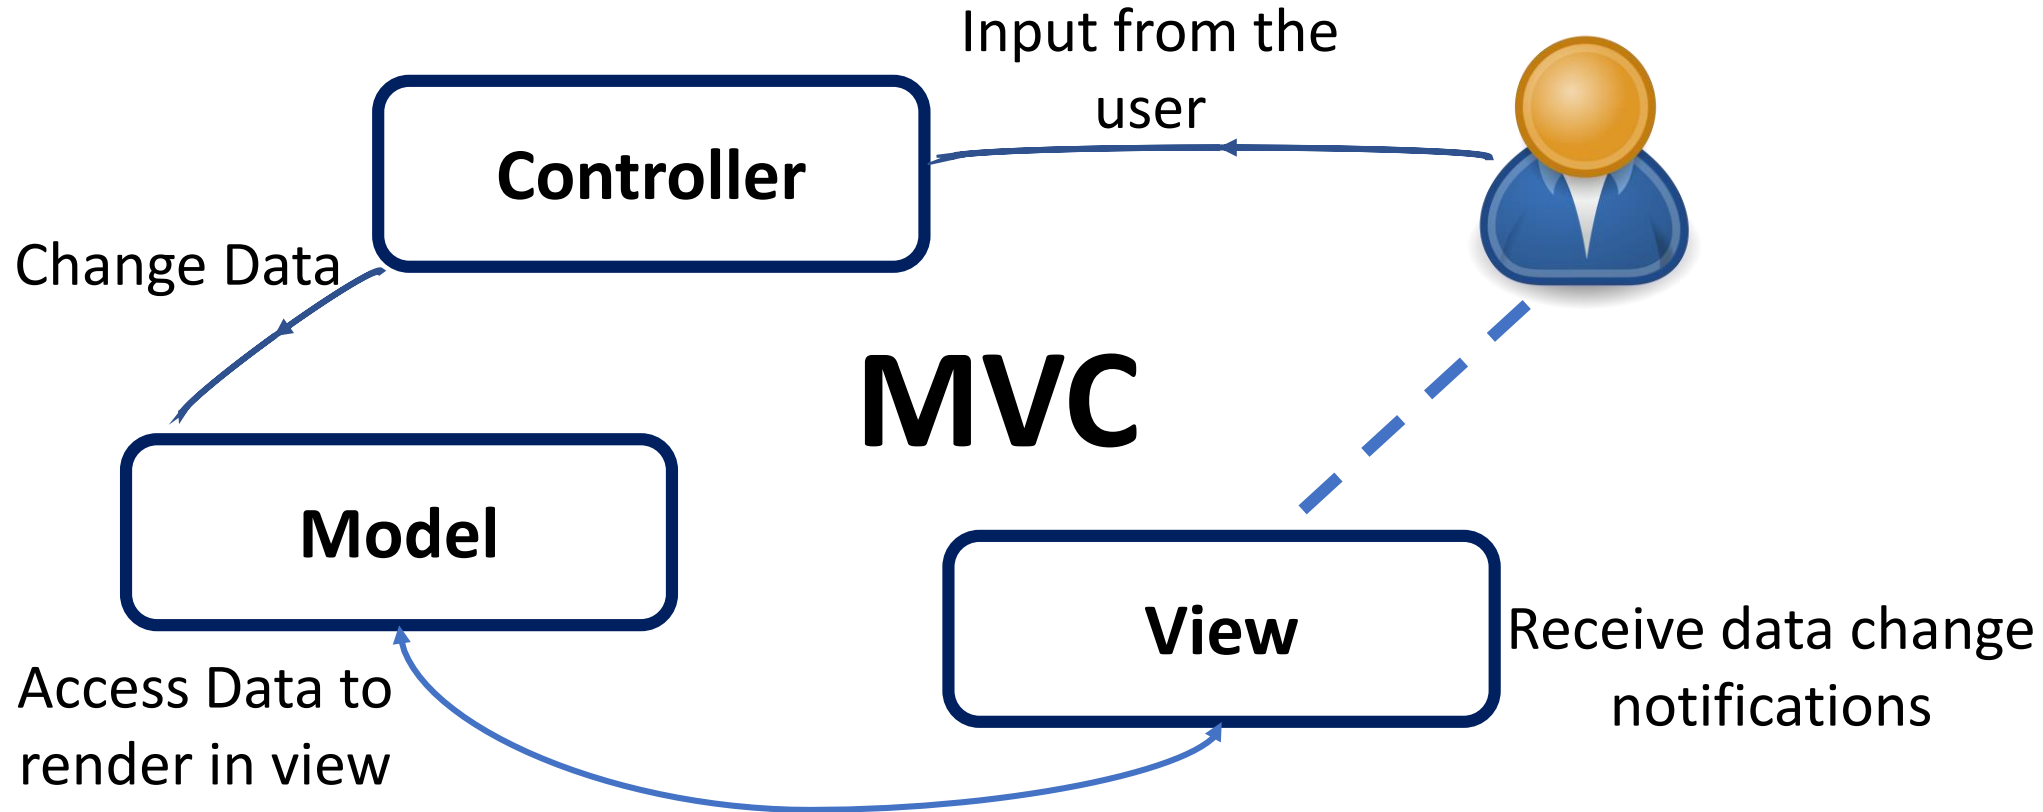 Input from the
user
Controller
Change Data
MVC
Model
View
Receive data change
notifications
Access Data to
render in view